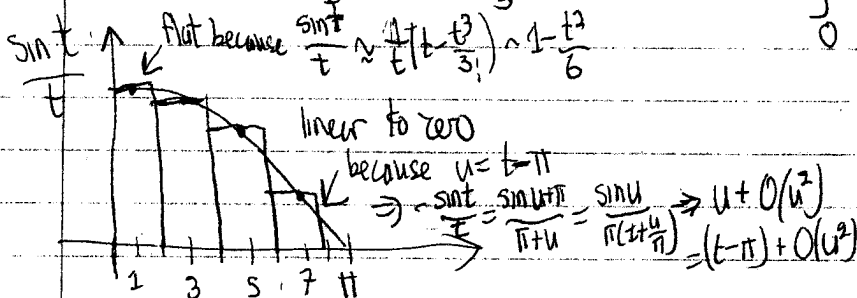 flat because sin t / t ≈ 1/t (t - t³/3!) ~ 1 - t²/6
0
sin t / t
linear to zero
because u = t-π
⇒ - sin t / t = sin u+π / π+u = sin u / π(1+u/π) ⇒ u + O(u²)
= (t-π) + O(u²)
1 3 5 7 π